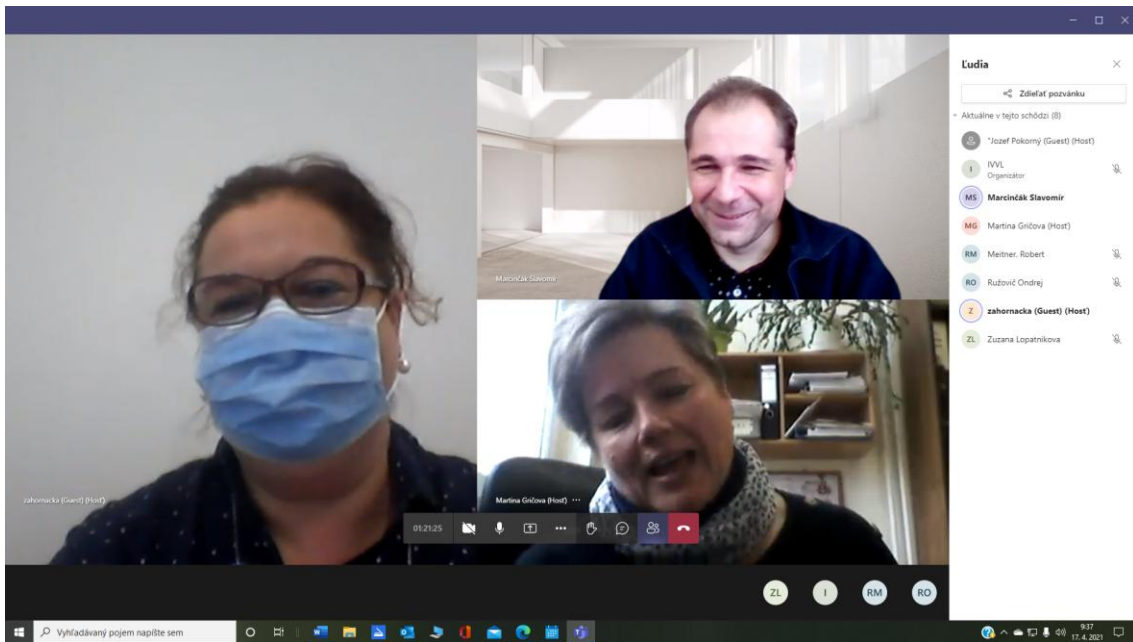 Marcinčák Slavomír
zahornacka (Guest) (Hosť)
Martina Gričova (Hosť) ...
01:21:25
ZL
I
RM
RO
Ľudia
Zdieľať pozvánku
Aktuálne v tejto schôdzi (8)
"Jozef Pokorný (Guest) (Hosť)
I
IVVL
Organizátor
MS
Marcinčák Slavomír
MG
Martina Gričova (Hosť)
RM
Meitner, Robert
RO
Ružovič Ondrej
Z
zahornacka (Guest) (Hosť)
ZL
Zuzana Lopatnikova
Vyhľadávaný pojem napíšte sem
9:37
17. 4. 2021